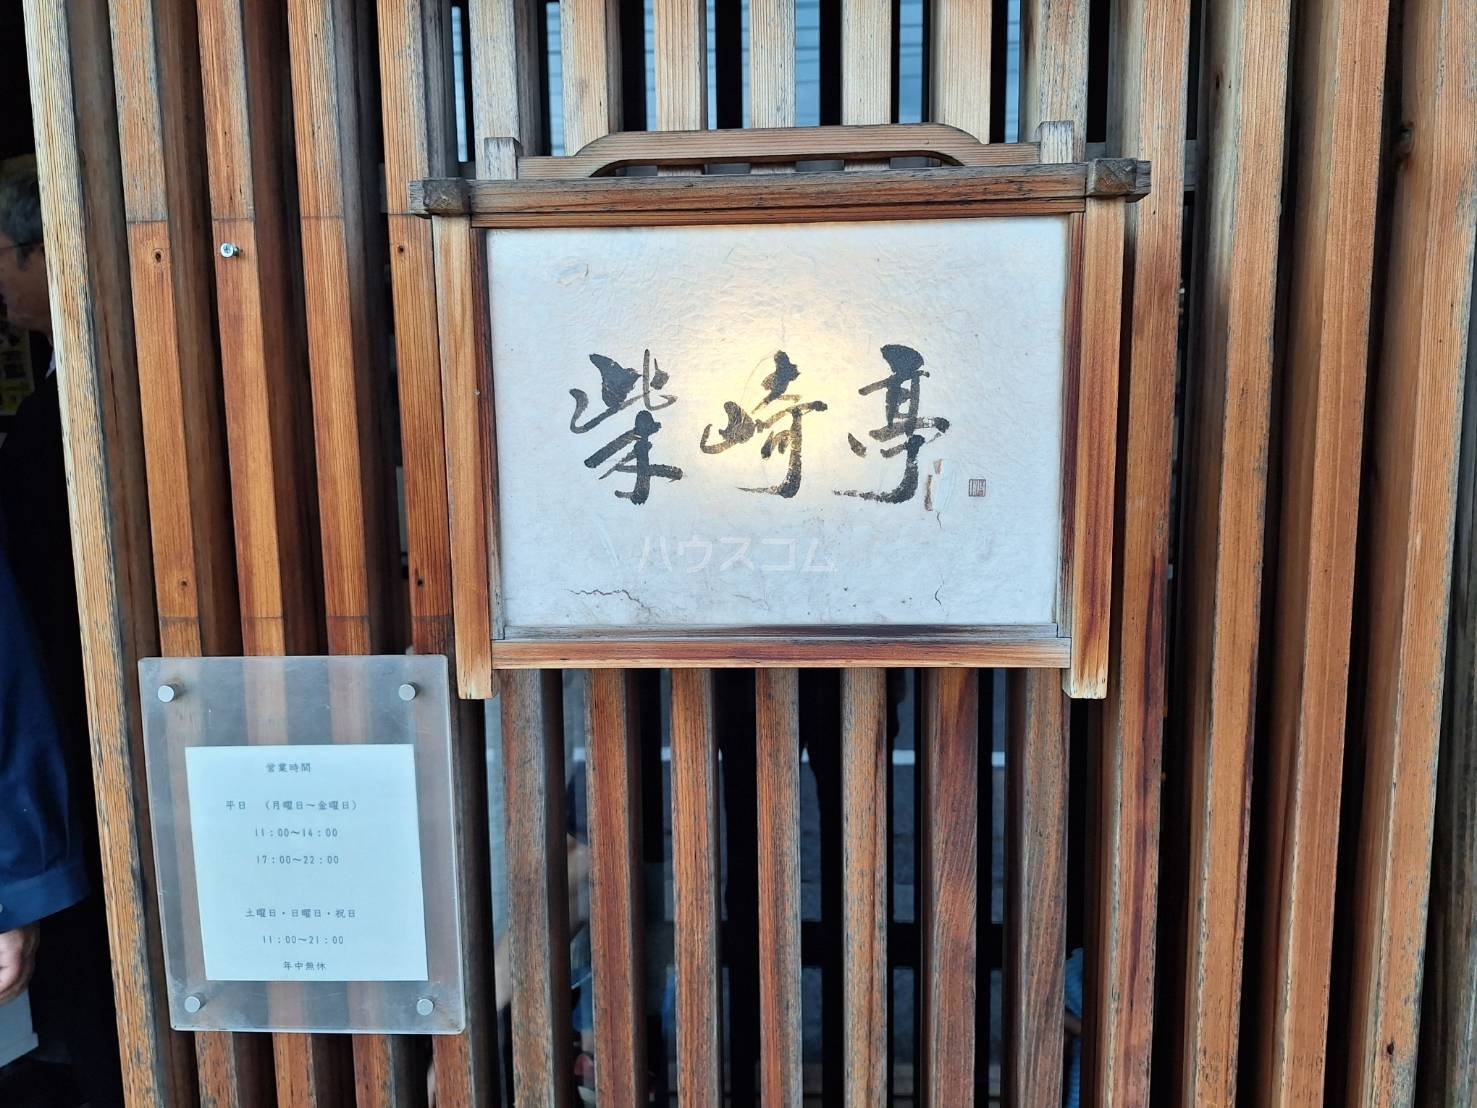 柴崎亭
ハウスコム
営業時間
平日　（月曜日～金曜日）
11：00～14：00
17：00～22：00
土曜日・日曜日・祝日
11：00～21：00
年中無休